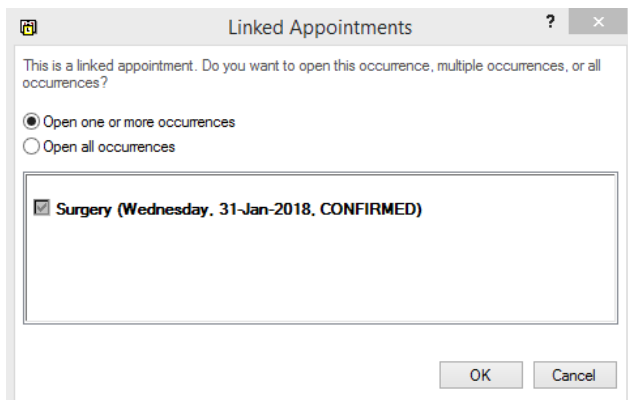 Linked Appointments
This is a linked appointment. Do you want to open this occurrence, multiple occurrences, or all
occurrences?
Open one or more occurrences
Open all occurrences
Surgery (Wednesday, 31-Jan-2018, CONFIRMED)
OK Cancel